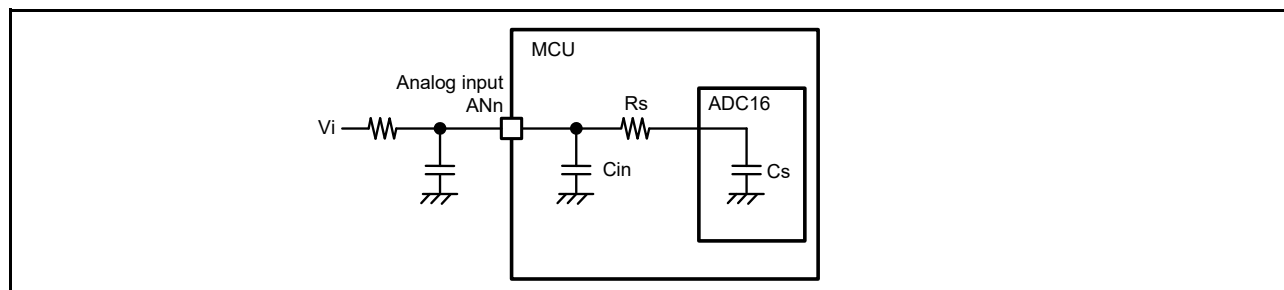 MCU
Analog input
ANn
Rs
ADC16
Vi
Cin
Cs